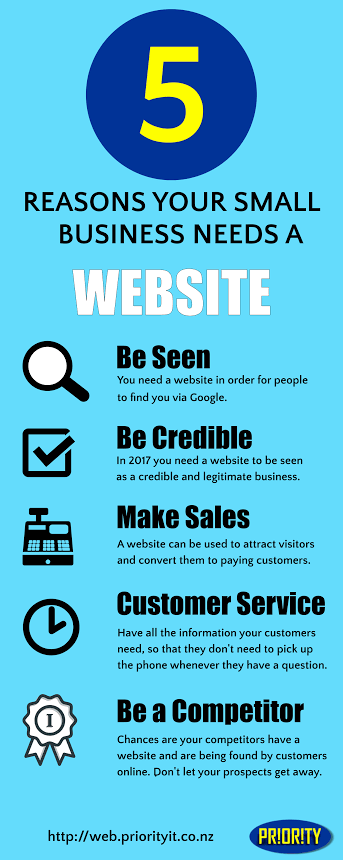 5
REASONS YOUR SMALL
BUSINESS NEEDS A
WEBSITE
Be Seen
You need a website in order for people
to find you via Google.
Be Credible
In 2017 you need a website to be seen
as a credible and legitimate business.
Make Sales
A website can be used to attract visitors
and convert them to paying customers.
Customer Service
Have all the information your customers
need, so that they don't need to pick up
the phone whenever they have a question.
I
Be a Competitor
Chances are your competitors have a
website and are being found by customers
online. Don't let your prospects get away.
http://web.priorityit.co.nz
PR!OR!TY